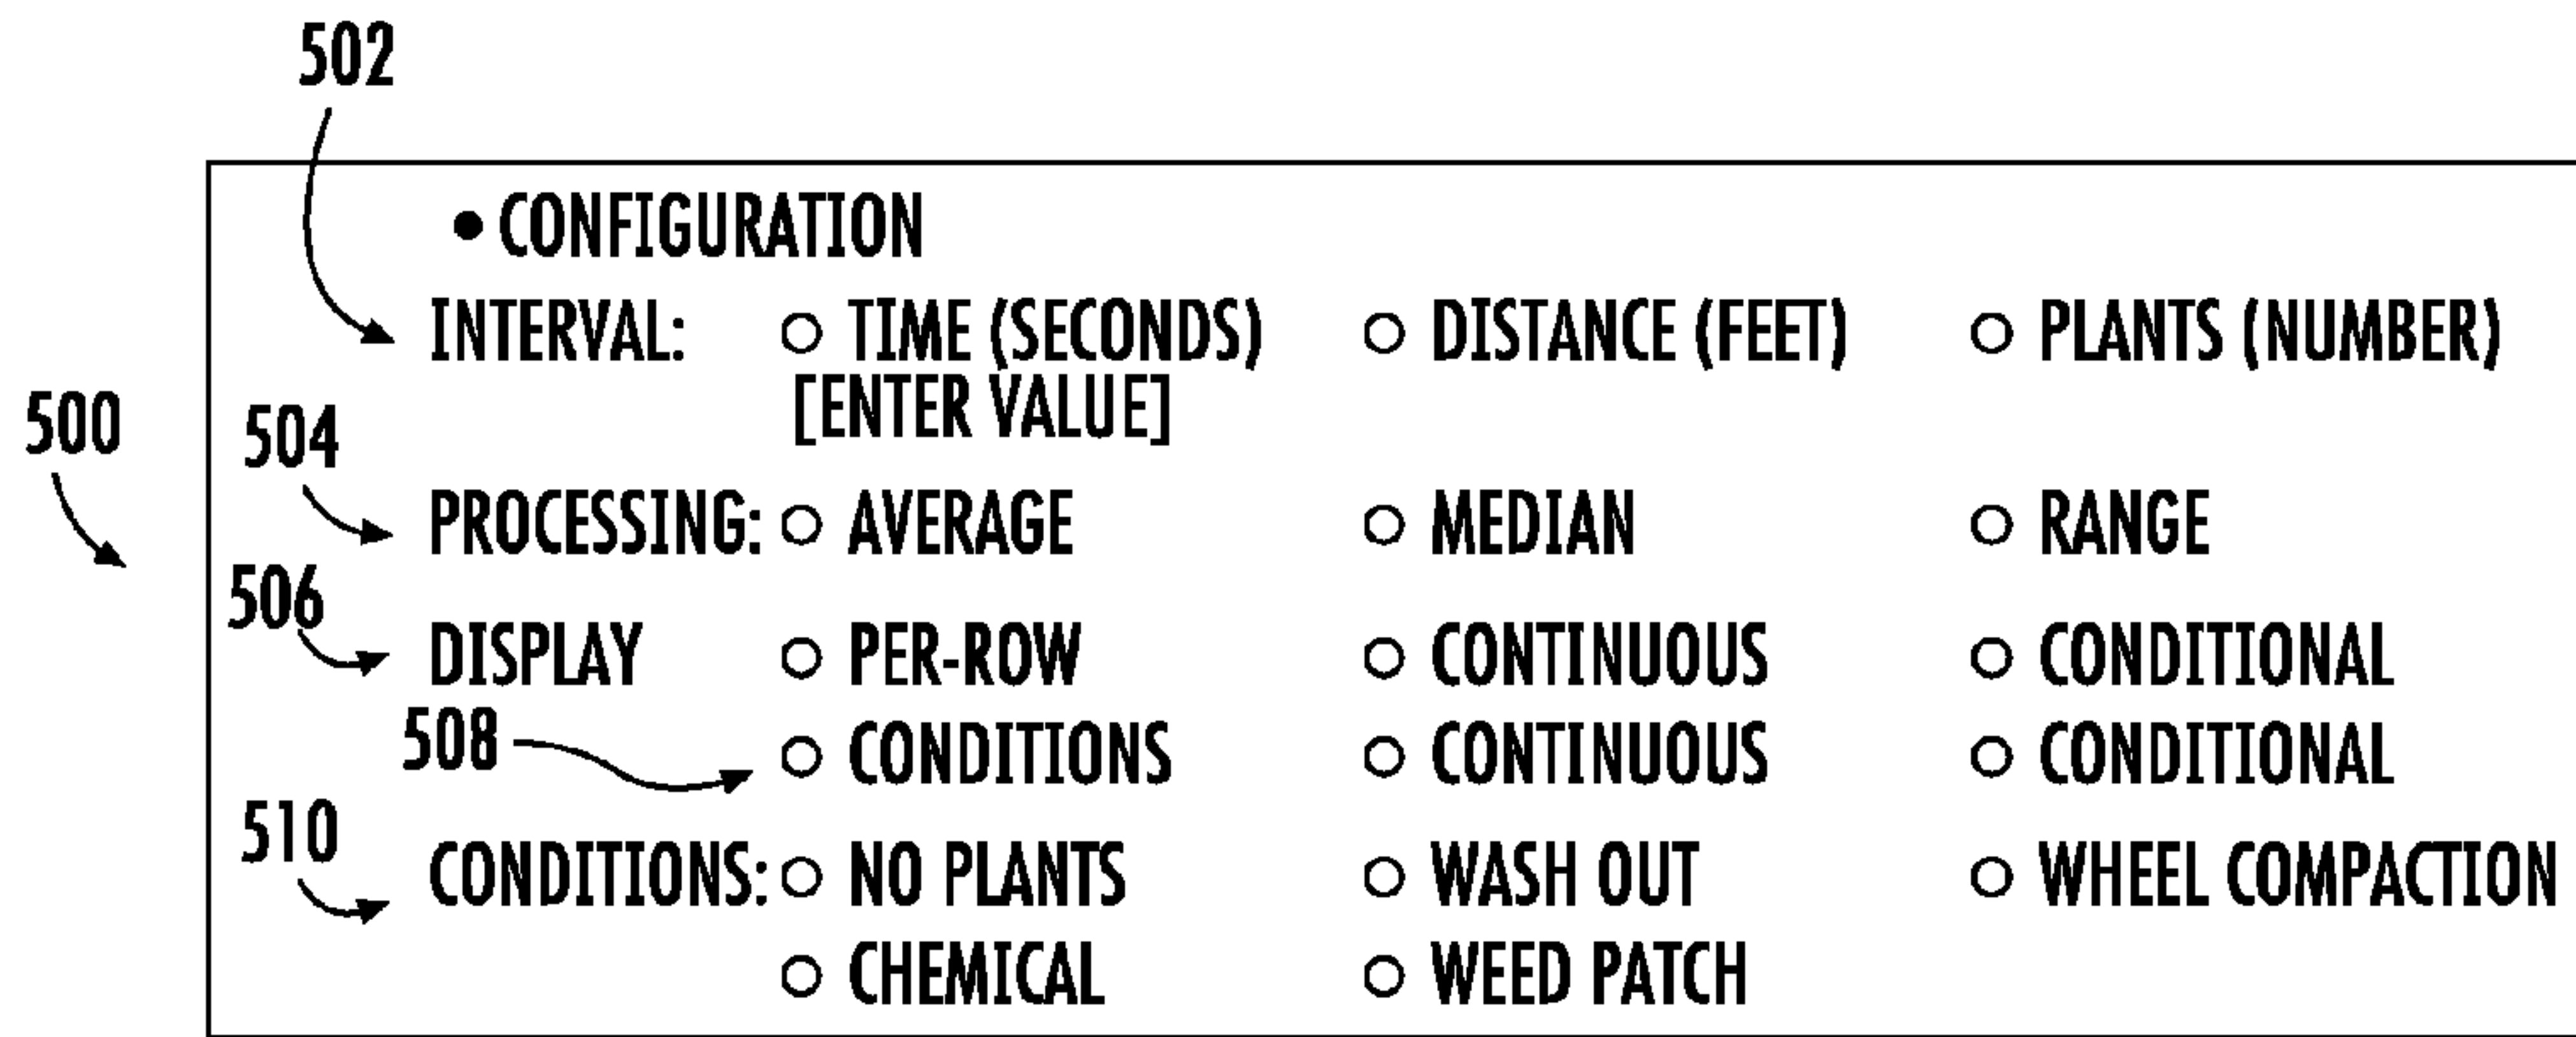 502
• CONFIGURATION
INTERVAL: ○ TIME (SECONDS) ○ DISTANCE (FEET) ○ PLANTS (NUMBER)
[ENTER VALUE]
500
504
PROCESSING: ○ AVERAGE ○ MEDIAN ○ RANGE
506
DISPLAY ○ PER-ROW ○ CONTINUOUS ○ CONDITIONAL
508 ○ CONDITIONS ○ CONTINUOUS ○ CONDITIONAL
510
CONDITIONS: ○ NO PLANTS ○ WASH OUT ○ WHEEL COMPACTION
○ CHEMICAL ○ WEED PATCH